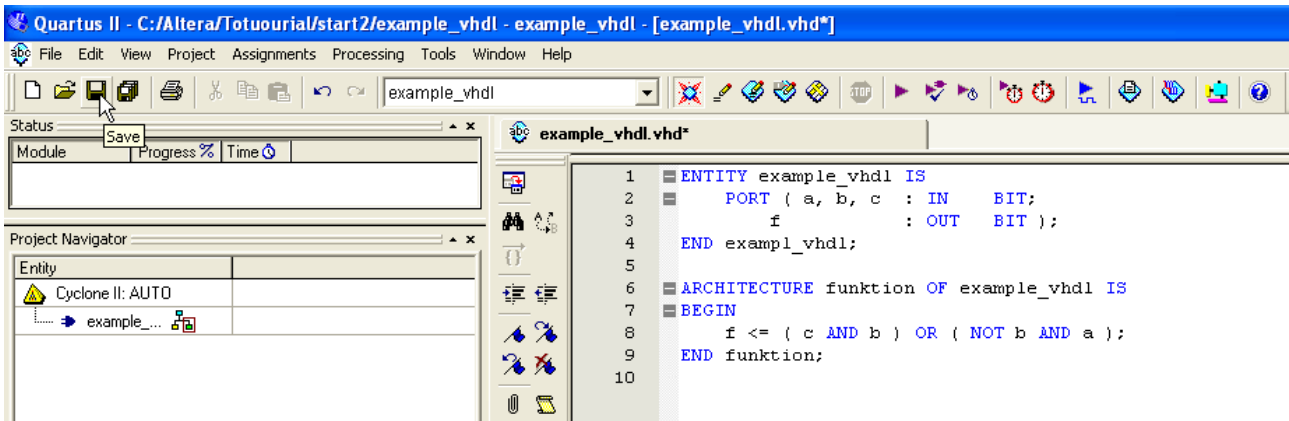 Quartus II - C:/Altera/Totuourial/start2/example_vhdl - example_vhdl - [example_vhdl.vhd*]
File Edit View Project Assignments Processing Tools Window Help
example_vhdl
STOP
Save
Status
Module Progress % Time
Project Navigator
Entity
Cyclone II: AUTO
example_...
example_vhdl.vhd*
1 ENTITY example_vhdl IS
2 PORT ( a, b, c : IN BIT;
3 f : OUT BIT );
4 END exampl_vhdl;
5
6 ARCHITECTURE funktion OF example_vhdl IS
7 BEGIN
8 f <= ( c AND b ) OR ( NOT b AND a );
9 END funktion;
10